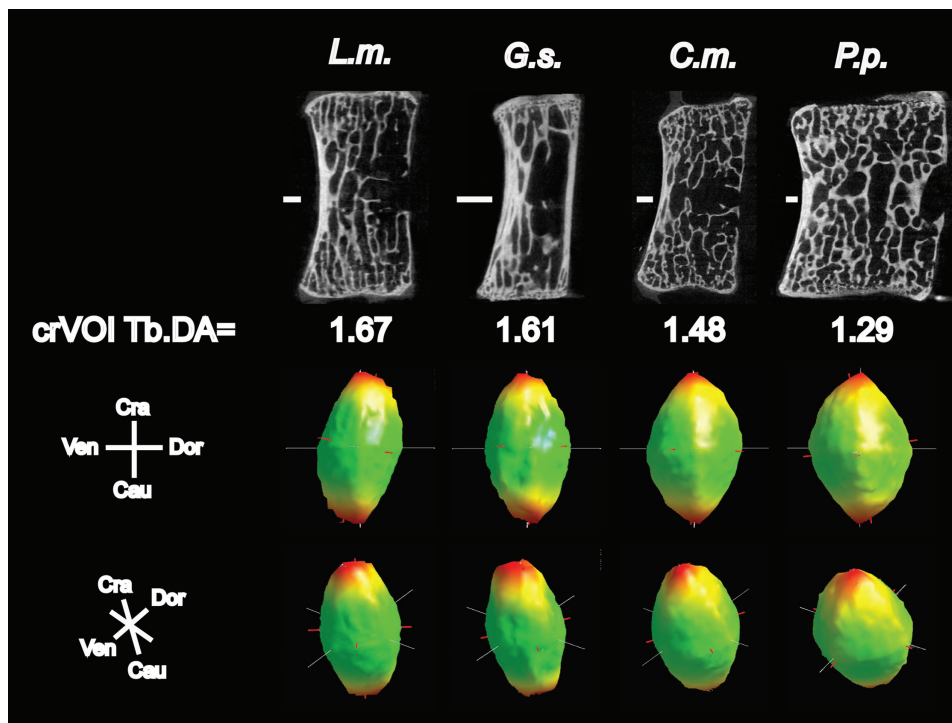 L.m. G.s. C.m. P.p.
crVOI Tb.DA= 1.67 1.61 1.48 1.29
Cra
Ven Dor
Cau
Cra
Dor
Ven
Cau